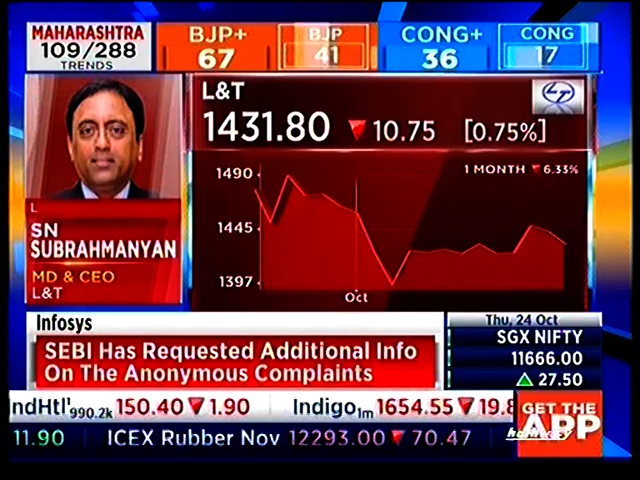 MAHARASHTRA
109/288
TRENDS
BJP+
67
BJP
41
CONG+
36
CONG
17
L&T
1431.80 ▼ 10.75 [0.75%]
1490
1445
1397
1 MONTH ▼ 6.33%
Oct
L
SN
SUBRAHMANYAN
MD & CEO
L&T
Infosys
SEBI Has Requested Additional Info
On The Anonymous Complaints
Thu, 24 Oct
SGX NIFTY
11666.00
▲ 27.50
ndHtl' 990.2k 150.40 ▼ 1.90 Indigo 1m 1654.55 ▼ 19.8
11.90 ICEX Rubber Nov 12293.00 ▼ 70.47
GET THE
APP